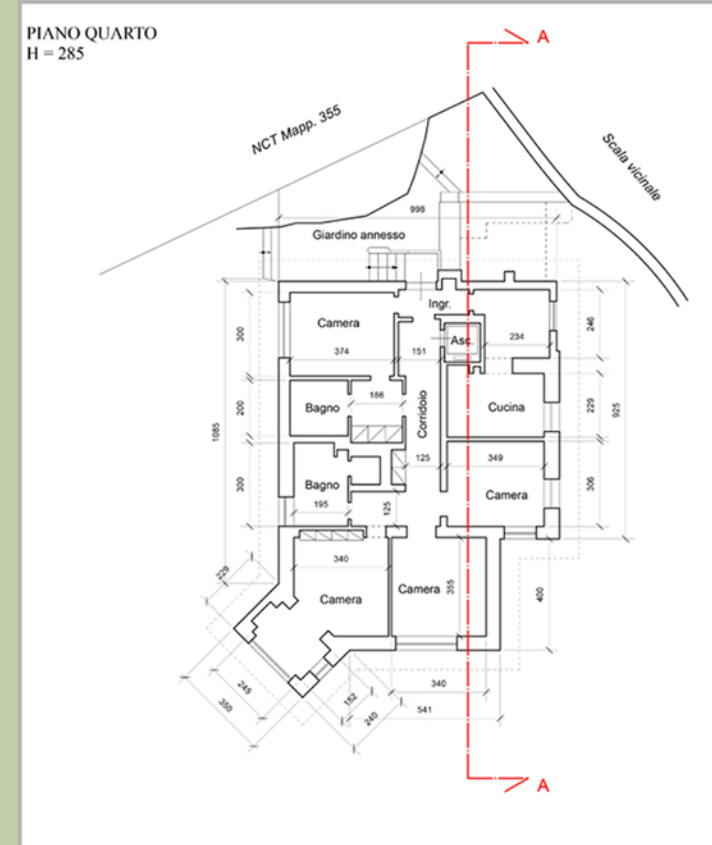 PIANO QUARTO
H = 285
A
NCT Mapp. 355
Scala vicinale
998
Giardino annesso
Ingr.
Camera
300
374
151
Asc.
234
246
186
Bagno
200
Corridoio
Cucina
229
925
1085
125
349
300
Bagno
195
125
Camera
306
229
340
Camera
Camera
355
400
245
350
182
240
340
541
A